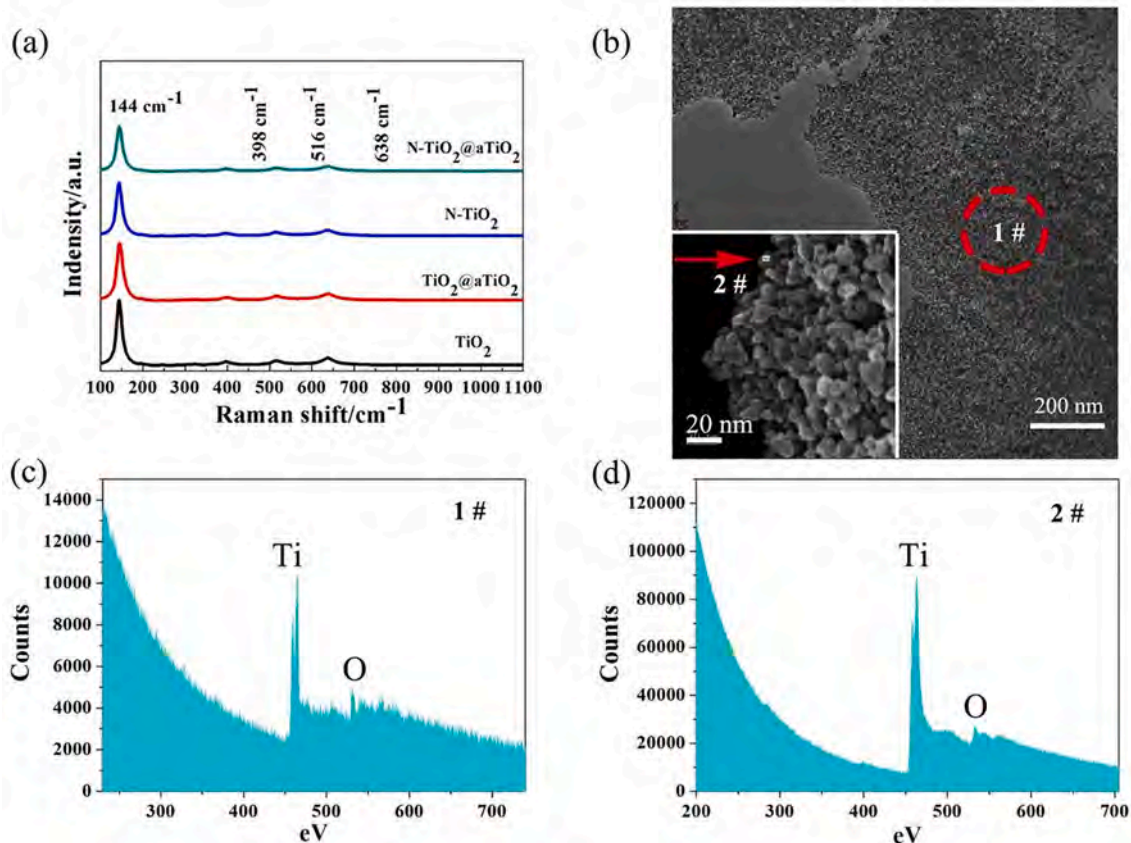 (a)
144 cm-1
398 cm-1
516 cm-1
638 cm-1
N-TiO2@aTiO2
N-TiO2
TiO2@aTiO2
TiO2
Indensity/a.u.
100 200 300 400 500 600 700 800 900 1000 1100
Raman shift/cm-1
(b)
1 #
2 #
20 nm
200 nm
(c)
1 #
Ti
O
Counts
14000
12000
10000
8000
6000
4000
2000
0
300 400 500 600 700
eV
(d)
2 #
Ti
O
Counts
120000
100000
80000
60000
40000
20000
0
200 300 400 500 600 700
eV